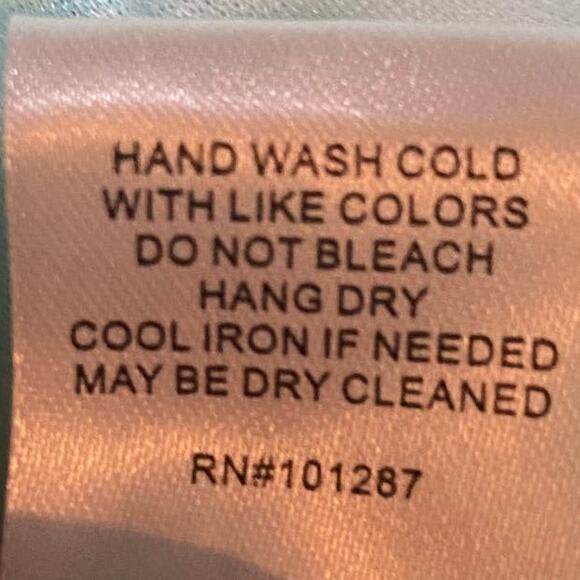 HAND WASH COLD
WITH LIKE COLORS
DO NOT BLEACH
HANG DRY
COOL IRON IF NEEDED
MAY BE DRY CLEANED
RN#101287